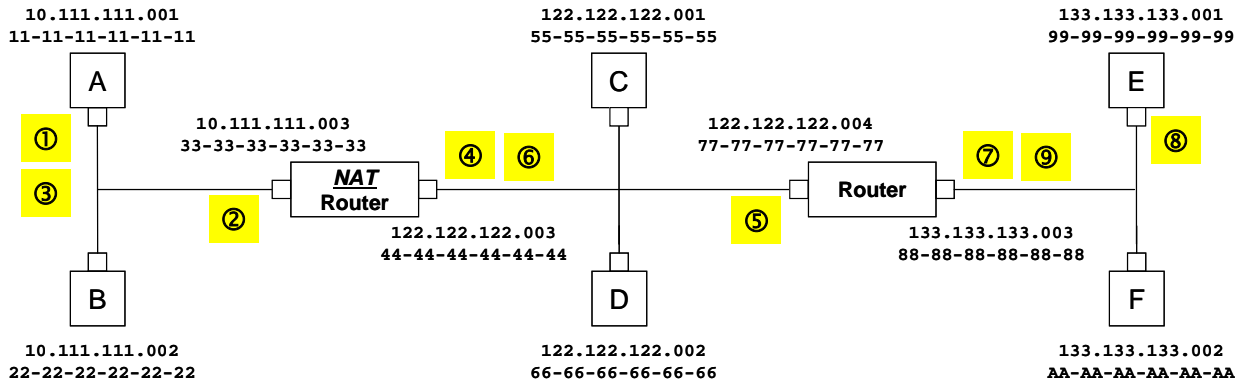 10.111.111.001
11-11-11-11-11-11
122.122.122.001
55-55-55-55-55-55
133.133.133.001
99-99-99-99-99-99
A
C
E
①
10.111.111.003
33-33-33-33-33-33
④
⑥
122.122.122.004
77-77-77-77-77-77
⑦
⑨
⑧
③
②
NAT
Router
⑤
Router
122.122.122.003
44-44-44-44-44-44
133.133.133.003
88-88-88-88-88-88
B
D
F
10.111.111.002
22-22-22-22-22-22
122.122.122.002
66-66-66-66-66-66
133.133.133.002
AA-AA-AA-AA-AA-AA